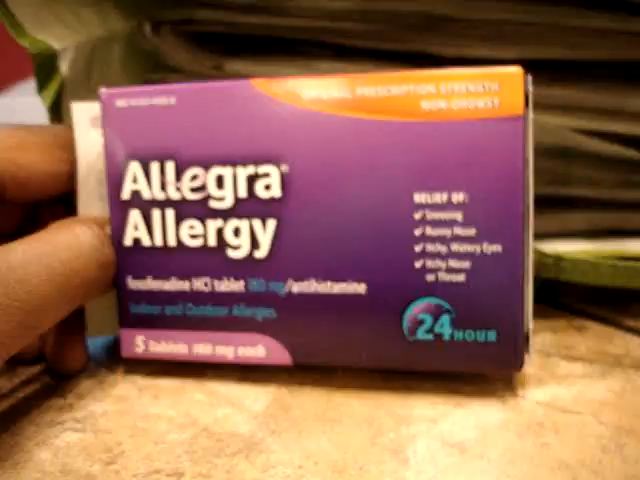 ORIGINAL PRESCRIPTION STRENGTH
NON-DROWSY
Allegra®
Allergy
fexofenadine HCl tablet 180 mg/antihistamine
Indoor and Outdoor Allergies
5 Tablets 180 mg each
RELIEF OF:
✓ Sneezing
✓ Runny Nose
✓ Itchy, Watery Eyes
✓ Itchy Nose
or Throat
24 HOUR